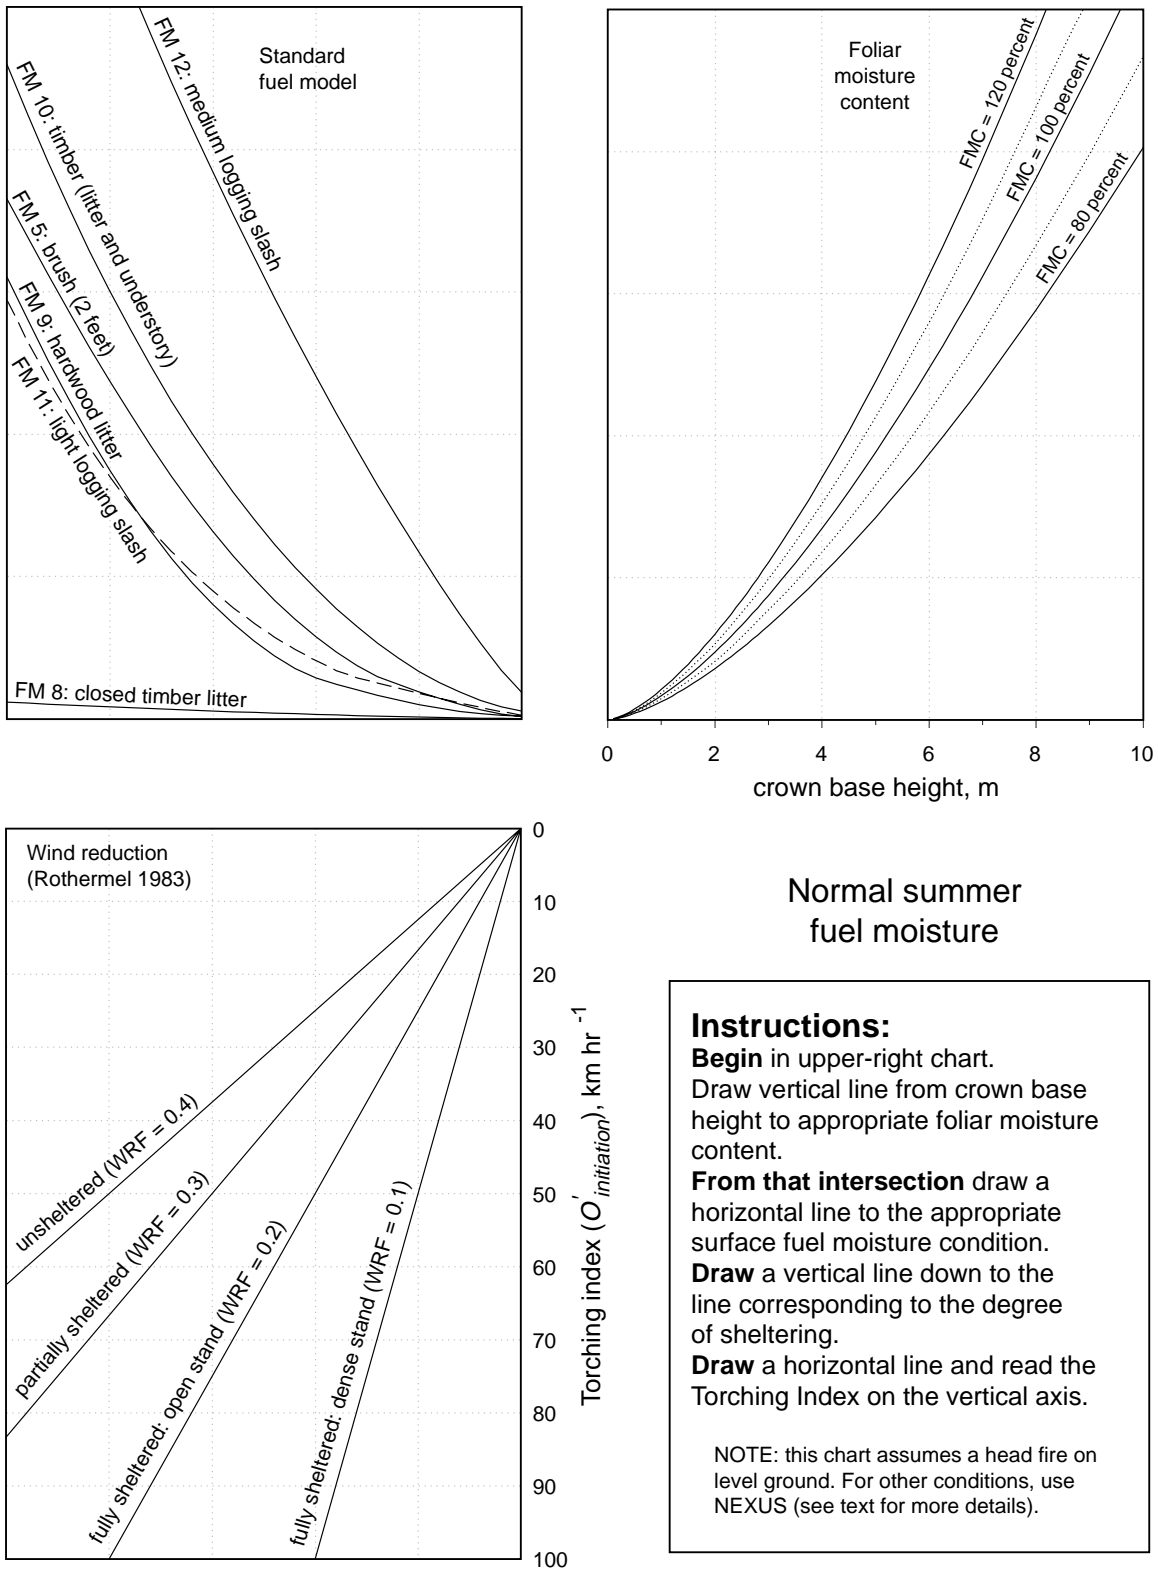 Standard
fuel model
FM 12: medium logging slash
FM 10: timber (litter and understory)
FM 5: brush (2 feet)
FM 9: hardwood litter
FM 11: light logging slash
FM 8: closed timber litter
Foliar
moisture
content
FMC = 120 percent
FMC = 100 percent
FMC = 80 percent
0 2 4 6 8 10
crown base height, m
Wind reduction
(Rothermel 1983)
unsheltered (WRF = 0.4)
partially sheltered (WRF = 0.3)
fully sheltered: open stand (WRF = 0.2)
fully sheltered: dense stand (WRF = 0.1)
0
10
20
30
40
50
60
70
80
90
100
Torching index (O'initiation), km hr -1
Normal summer
fuel moisture
Instructions:
Begin in upper-right chart.
Draw vertical line from crown base
height to appropriate foliar moisture
content.
From that intersection draw a
horizontal line to the appropriate
surface fuel moisture condition.
Draw a vertical line down to the
line corresponding to the degree
of sheltering.
Draw a horizontal line and read the
Torching Index on the vertical axis.
NOTE: this chart assumes a head fire on
level ground. For other conditions, use
NEXUS (see text for more details).